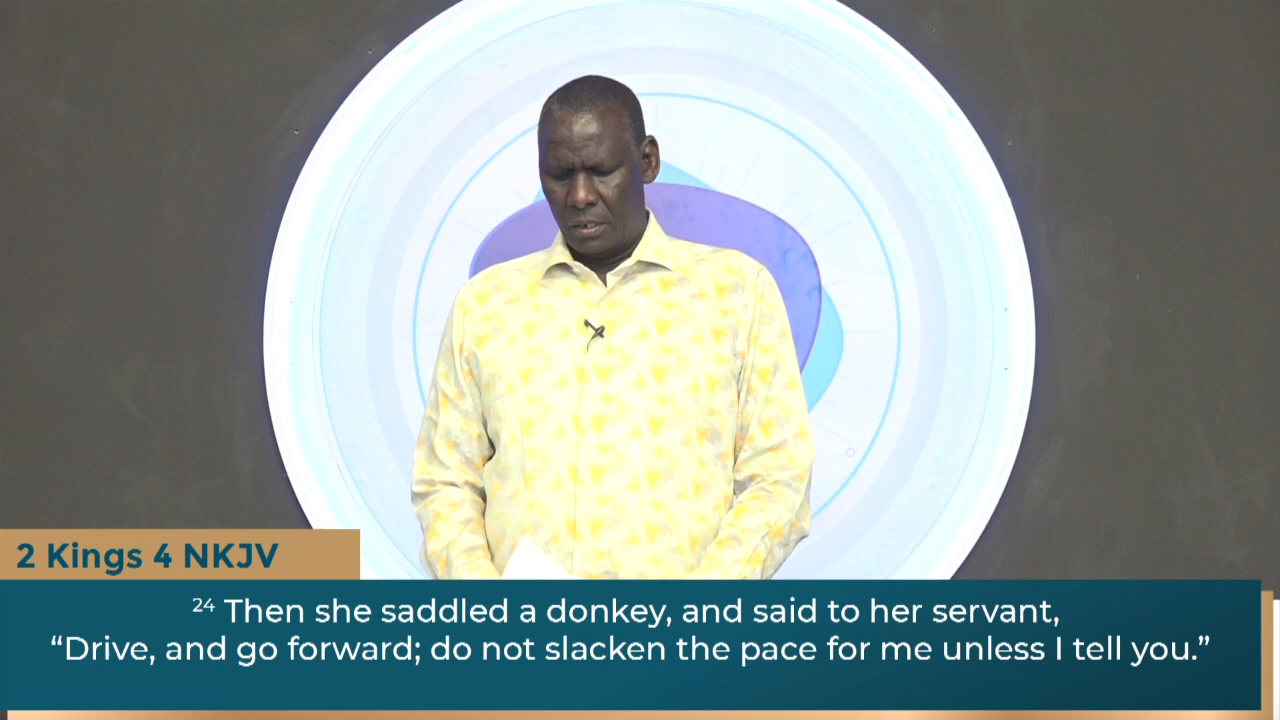 2 Kings 4 NKJV
²⁴ Then she saddled a donkey, and said to her servant,
“Drive, and go forward; do not slacken the pace for me unless I tell you.”